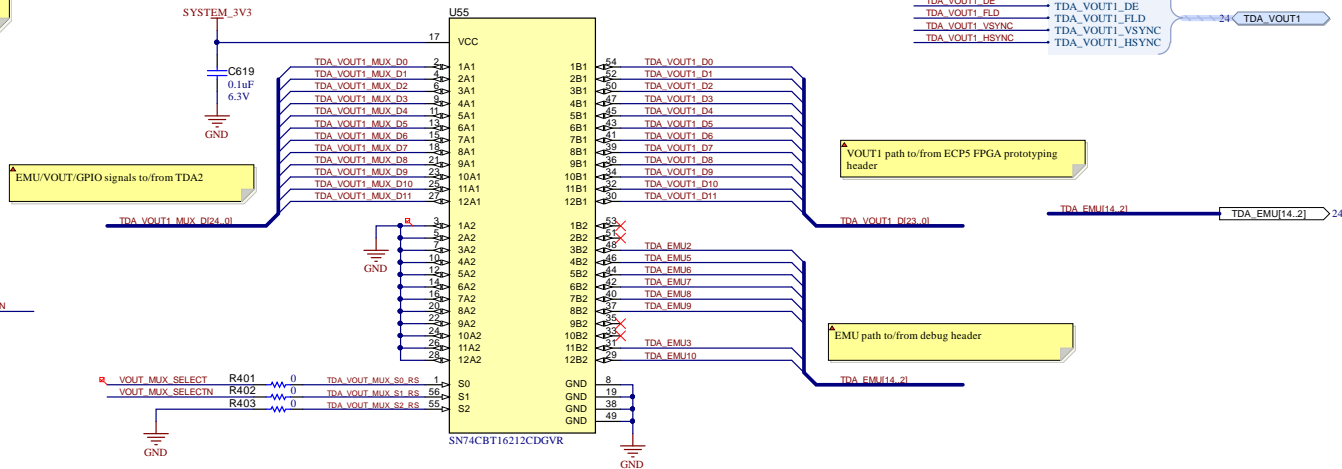 TDA_VOUT1_DE
TDA_VOUT1_FLD
TDA_VOUT1_VSYNC
TDA_VOUT1_HSYNC
TDA_VOUT1_DE
TDA_VOUT1_FLD
TDA_VOUT1_VSYNC
TDA_VOUT1_HSYNC
24
TDA_VOUT1
SYSTEM_3V3
C619
0.1uF
6.3V
GND
U55
17 VCC
TDA_VOUT1_MUX_D0 2 1A1 1B1 54 TDA_VOUT1_D0
TDA_VOUT1_MUX_D1 4 2A1 2B1 52 TDA_VOUT1_D1
TDA_VOUT1_MUX_D2 6 3A1 3B1 50 TDA_VOUT1_D2
TDA_VOUT1_MUX_D3 9 4A1 4B1 47 TDA_VOUT1_D3
TDA_VOUT1_MUX_D4 11 5A1 5B1 45 TDA_VOUT1_D4
TDA_VOUT1_MUX_D5 13 6A1 6B1 43 TDA_VOUT1_D5
TDA_VOUT1_MUX_D6 15 7A1 7B1 41 TDA_VOUT1_D6
TDA_VOUT1_MUX_D7 18 8A1 8B1 39 TDA_VOUT1_D7
TDA_VOUT1_MUX_D8 21 9A1 9B1 36 TDA_VOUT1_D8
TDA_VOUT1_MUX_D9 23 10A1 10B1 34 TDA_VOUT1_D9
TDA_VOUT1_MUX_D10 25 11A1 11B1 32 TDA_VOUT1_D10
TDA_VOUT1_MUX_D11 27 12A1 12B1 30 TDA_VOUT1_D11
EMU/VOUT/GPIO signals to/from TDA2
VOUT1 path to/from ECP5 FPGA prototyping
header
TDA_VOUT1_MUX_D[24..0]
TDA_VOUT1_D[23..0]
TDA_EMU[14..2]
TDA_EMU[14..2]
24
GND
3 1A2 1B2 53
5 2A2 2B2 51
7 3A2 3B2 48 TDA_EMU2
10 4A2 4B2 46 TDA_EMU5
12 5A2 5B2 44 TDA_EMU6
14 6A2 6B2 42 TDA_EMU7
16 7A2 7B2 40 TDA_EMU8
20 8A2 8B2 37 TDA_EMU9
22 9A2 9B2 35
24 10A2 10B2 33
26 11A2 11B2 31 TDA_EMU3
28 12A2 12B2 29 TDA_EMU10
N
EMU path to/from debug header
TDA_EMU[14..2]
VOUT_MUX_SELECT R401 0 TDA_VOUT_MUX_S0_RS 1 S0 GND 8
VOUT_MUX_SELECTN R402 0 TDA_VOUT_MUX_S1_RS 56 S1 GND 19
R403 0 TDA_VOUT_MUX_S2_RS 55 S2 GND 38
GND 49
GND
SN74CBT16212CDGVR
GND